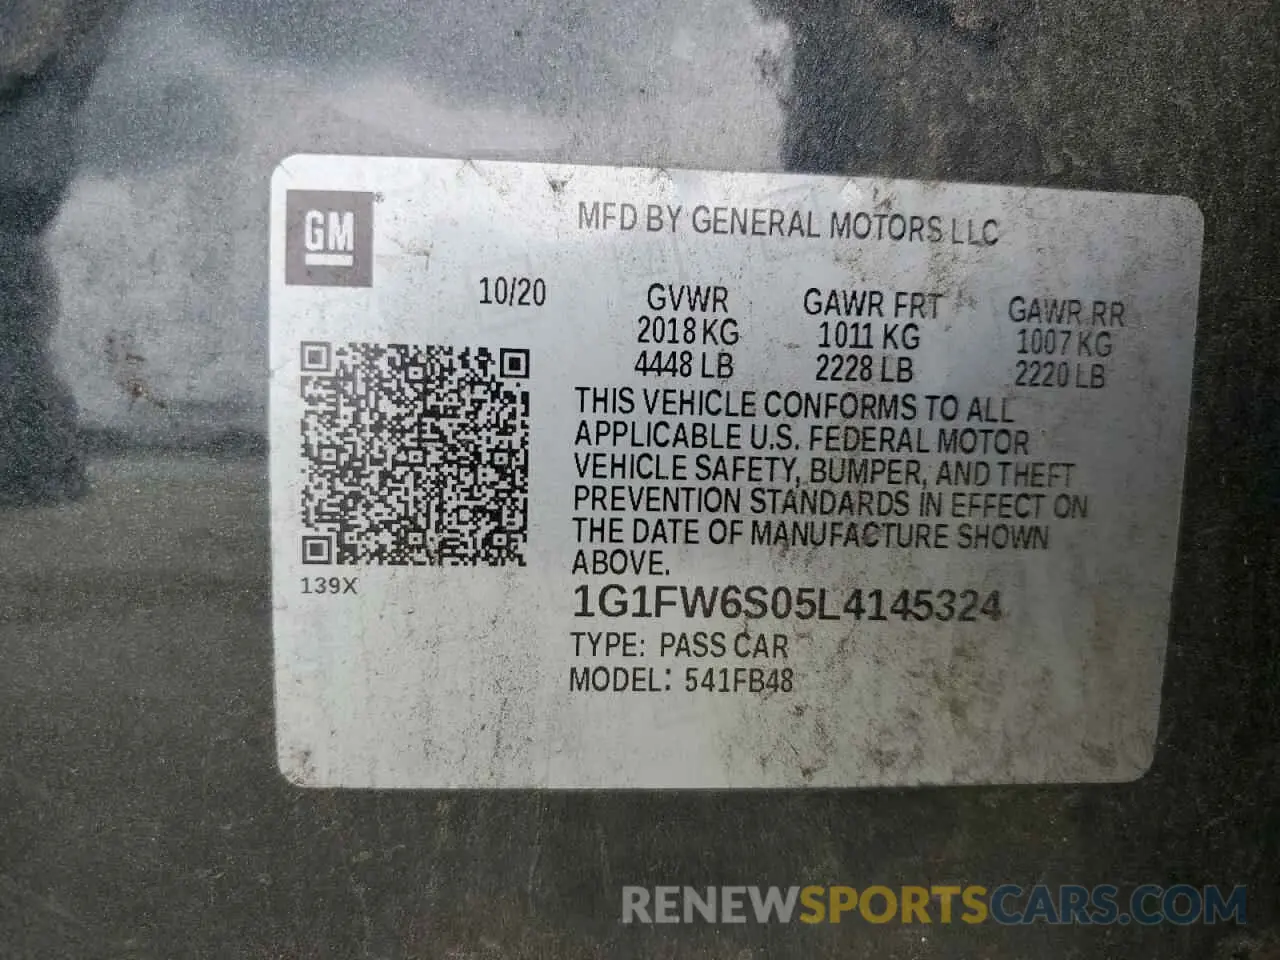 GM
MFD BY GENERAL MOTORS LLC
10/20
GVWR GAWR FRT GAWR RR
2018 KG 1011 KG 1007 KG
4448 LB 2228 LB 2220 LB
THIS VEHICLE CONFORMS TO ALL
APPLICABLE U.S. FEDERAL MOTOR
VEHICLE SAFETY, BUMPER, AND THEFT
PREVENTION STANDARDS IN EFFECT ON
THE DATE OF MANUFACTURE SHOWN
ABOVE.
139X
1G1FW6S05L4145324
TYPE: PASS CAR
MODEL: 541FB48
RENEWSPORTSCARS.COM